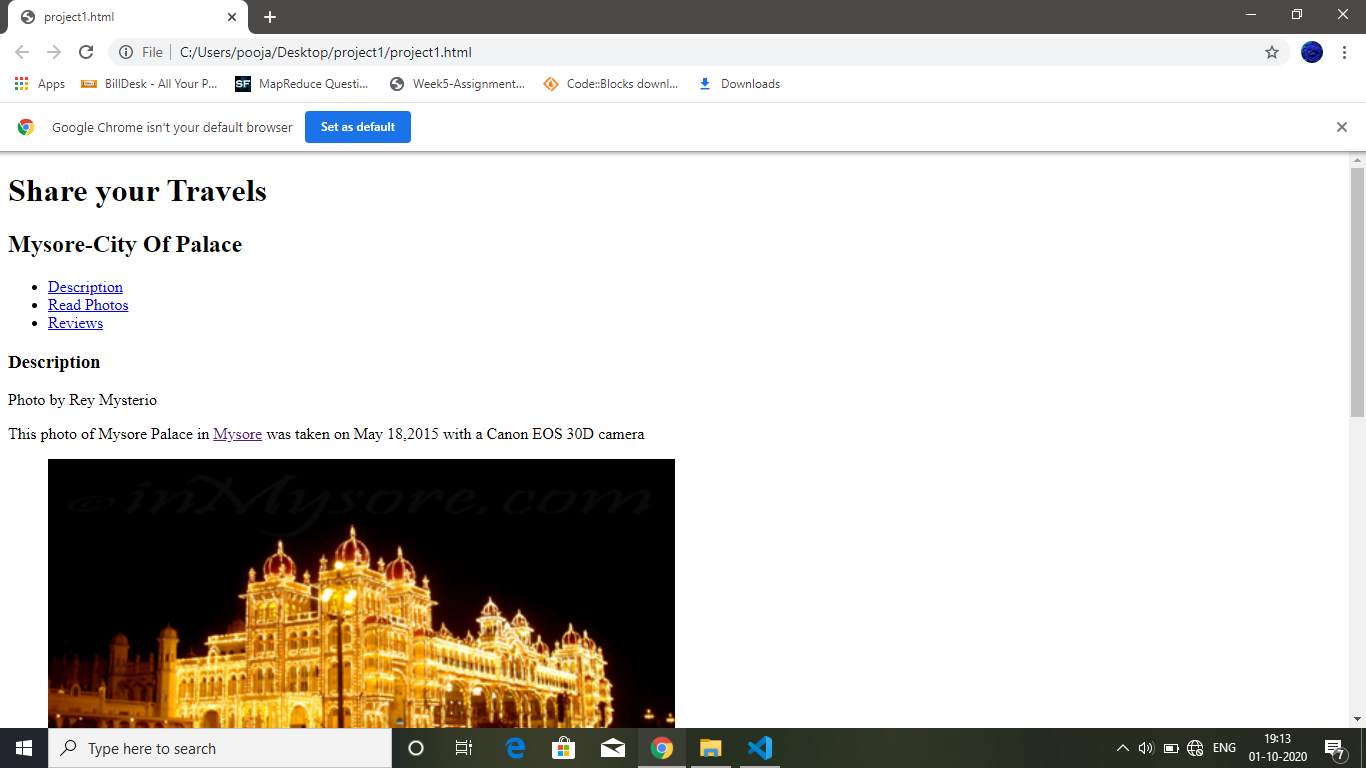 project1.html
File C:/Users/pooja/Desktop/project1/project1.html
Apps BillDesk - All Your P... SF MapReduce Questi... Week5-Assignment... Code::Blocks downl... Downloads
Google Chrome isn't your default browser Set as default
Share your Travels
Mysore-City Of Palace
Description
Read Photos
Reviews
Description
Photo by Rey Mysterio
This photo of Mysore Palace in Mysore was taken on May 18,2015 with a Canon EOS 30D camera
© inMysore.com
Type here to search
ENG
19:13
01-10-2020
7